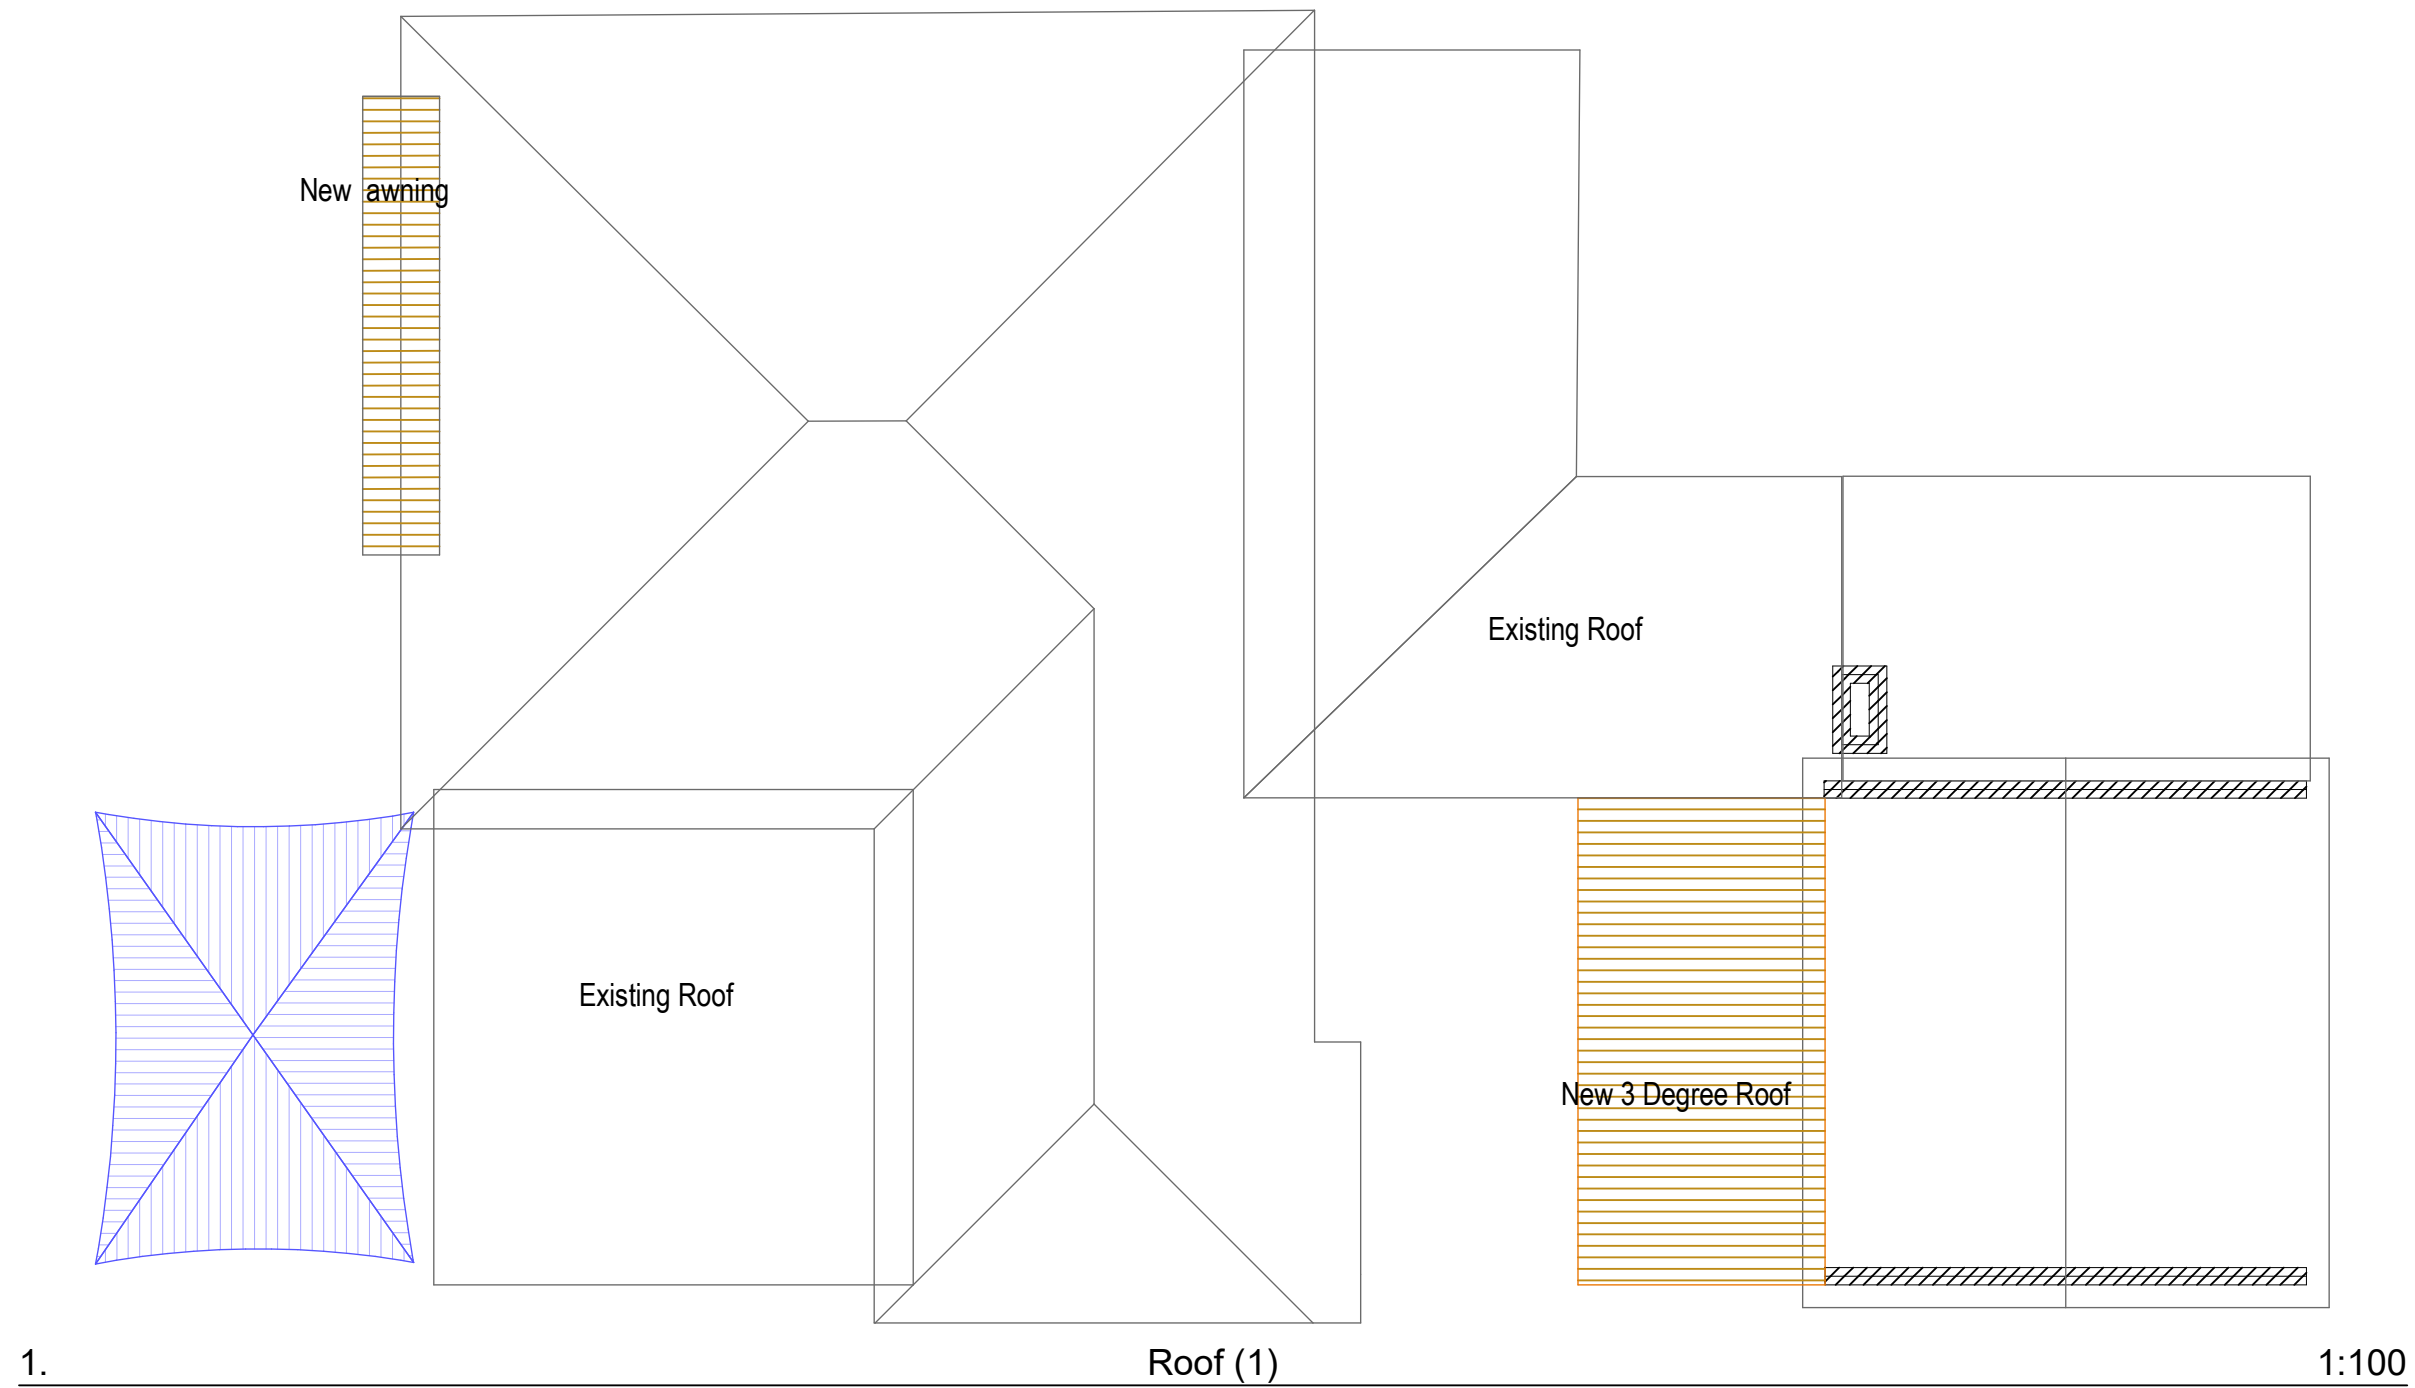 New awning
Existing Roof
Existing Roof
New 3 Degree Roof
1.
Roof (1)
1:100